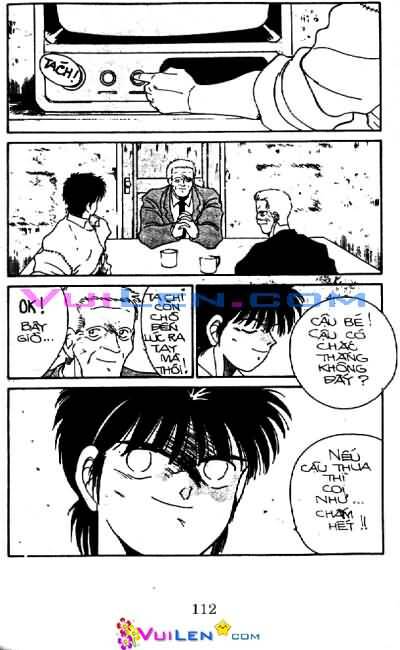 TÁCH!
VuiLen.com
OK!
BÂY
GIỜ...
TA CHỈ
CÒN
CHỜ
ĐẾN
LÚC RA
TAY
MÀ
THÔI!
CẬU BÉ!
CẬU CÓ
CHẮC
THẮNG
KHÔNG
ĐẤY?
NẾU
CẬU THUA
THÌ
COI
NHƯ...
CHẤM
HẾT!!
112
VuiLen.com